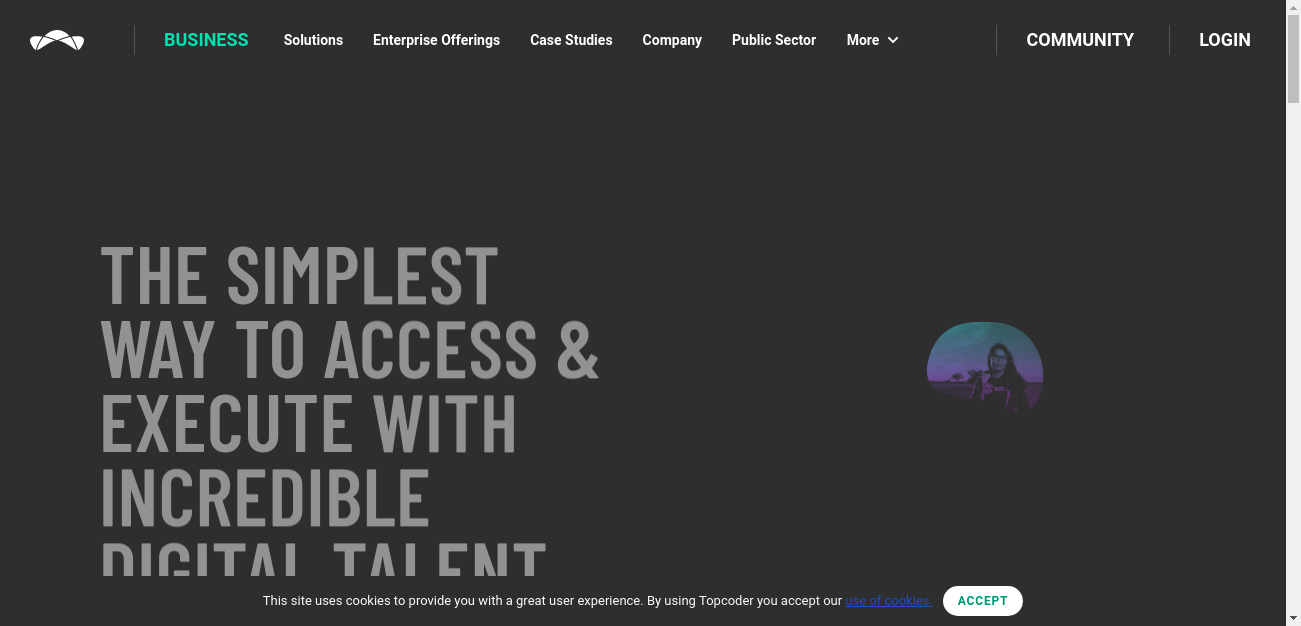 BUSINESS Solutions Enterprise Offerings Case Studies Company Public Sector More COMMUNITY LOGIN
THE SIMPLEST
WAY TO ACCESS &
EXECUTE WITH
INCREDIBLE
DIGITAL TALENT
This site uses cookies to provide you with a great user experience. By using Topcoder you accept our use of cookies. ACCEPT